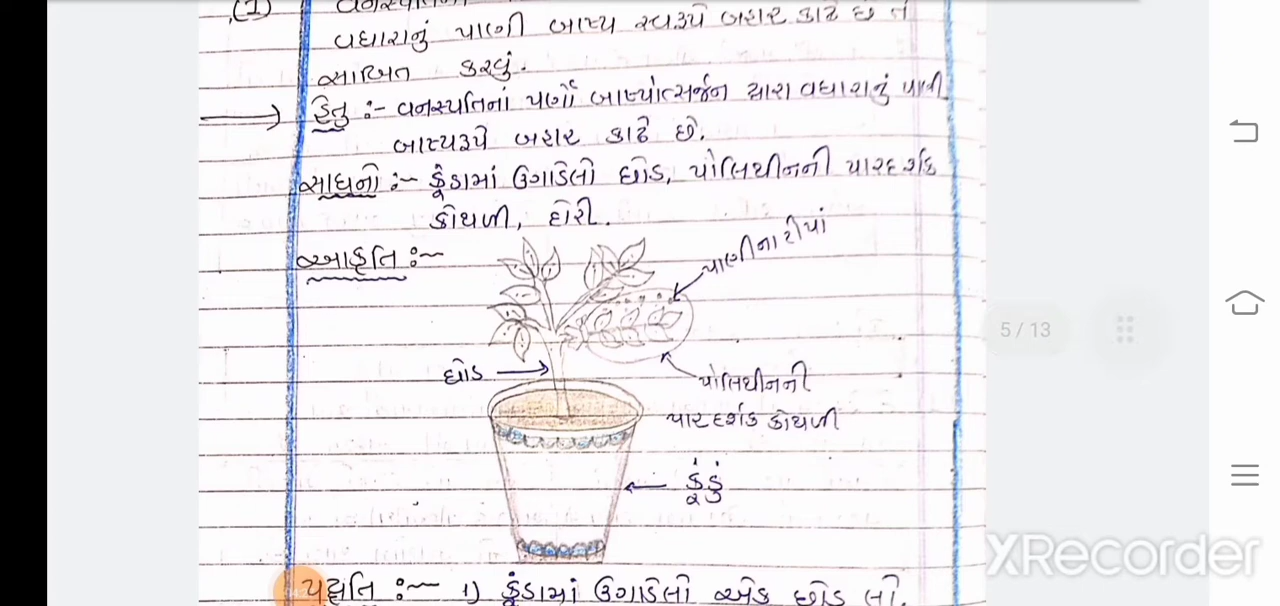 (1)
વધારાનું પાણી બાષ્પ સ્વરૂપે બહાર કાઢે છે તે
સાબિત કરવું.
→ હેતુ :- વનસ્પતિનાં પર્ણો બાષ્પોત્સર્જન દ્વારા વધારાનું પાણી
બાષ્પરૂપે બહાર કાઢે છે.
સાધનો :- કૂંડામાં ઉગાડેલો છોડ, પોલિથીનની પારદર્શક
કોથળી, દોરી.
આકૃતિ :-
પાણીના ટીપાં
5/13
છોડ
પોલિથીનની
પારદર્શક કોથળી
કૂંડું
XRecorder
પદ્ધતિ :- 1) કૂંડામાં ઉગાડેલો એક છોડ લો.